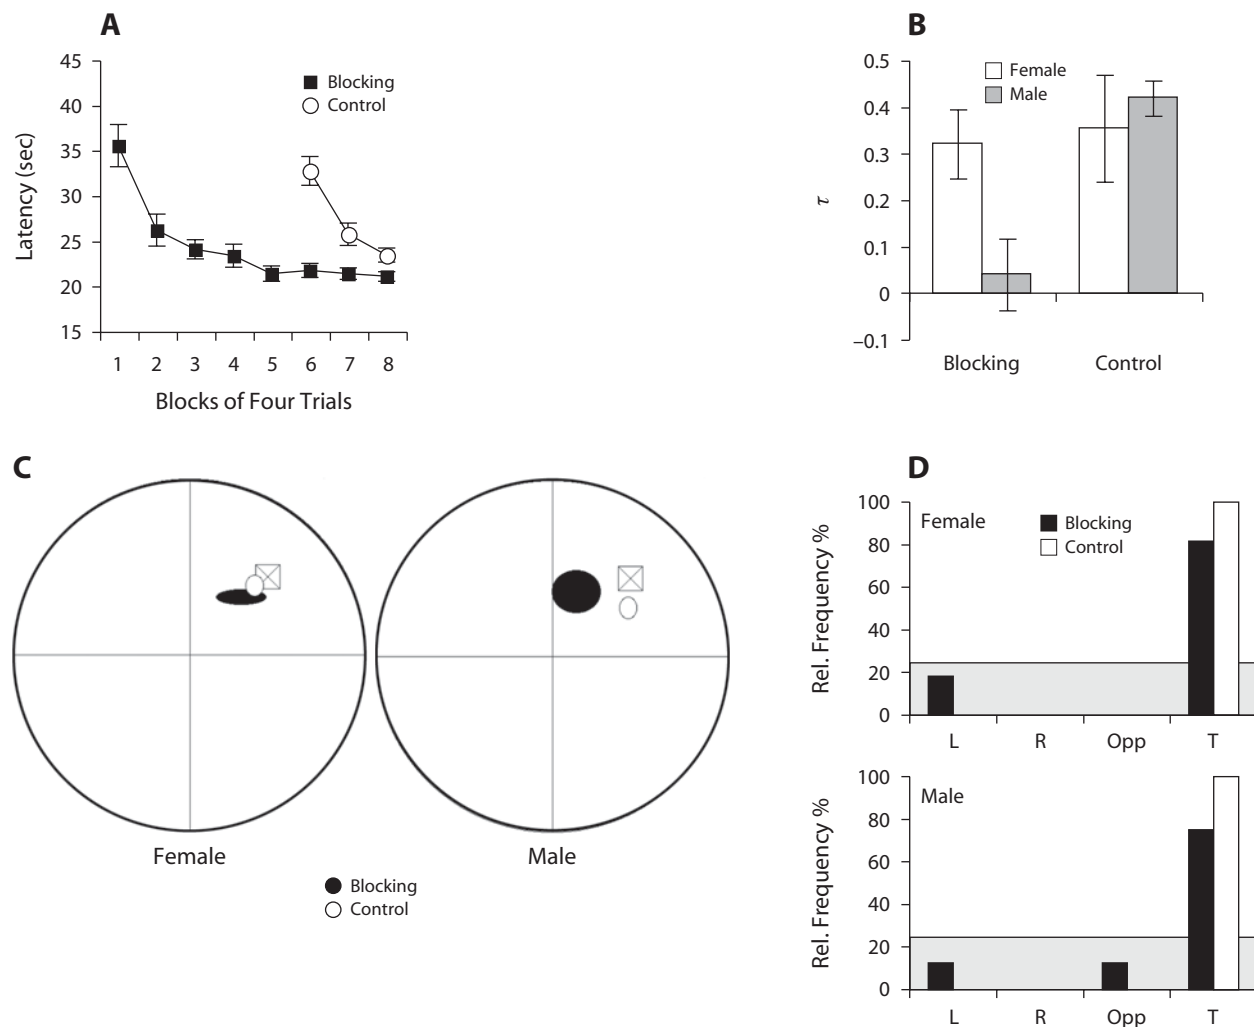 A
45
40
35
30
25
20
15
Latency (sec)
Blocking
Control
1 2 3 4 5 6 7 8
Blocks of Four Trials
B
0.5
0.4
0.3
0.2
0.1
0
–0.1
τ
Female
Male
Blocking Control
C
Female Male
Blocking
Control
D
100
80
60
40
20
0
Rel. Frequency %
Female
Blocking
Control
L R Opp T
100
80
60
40
20
0
Rel. Frequency %
Male
L R Opp T